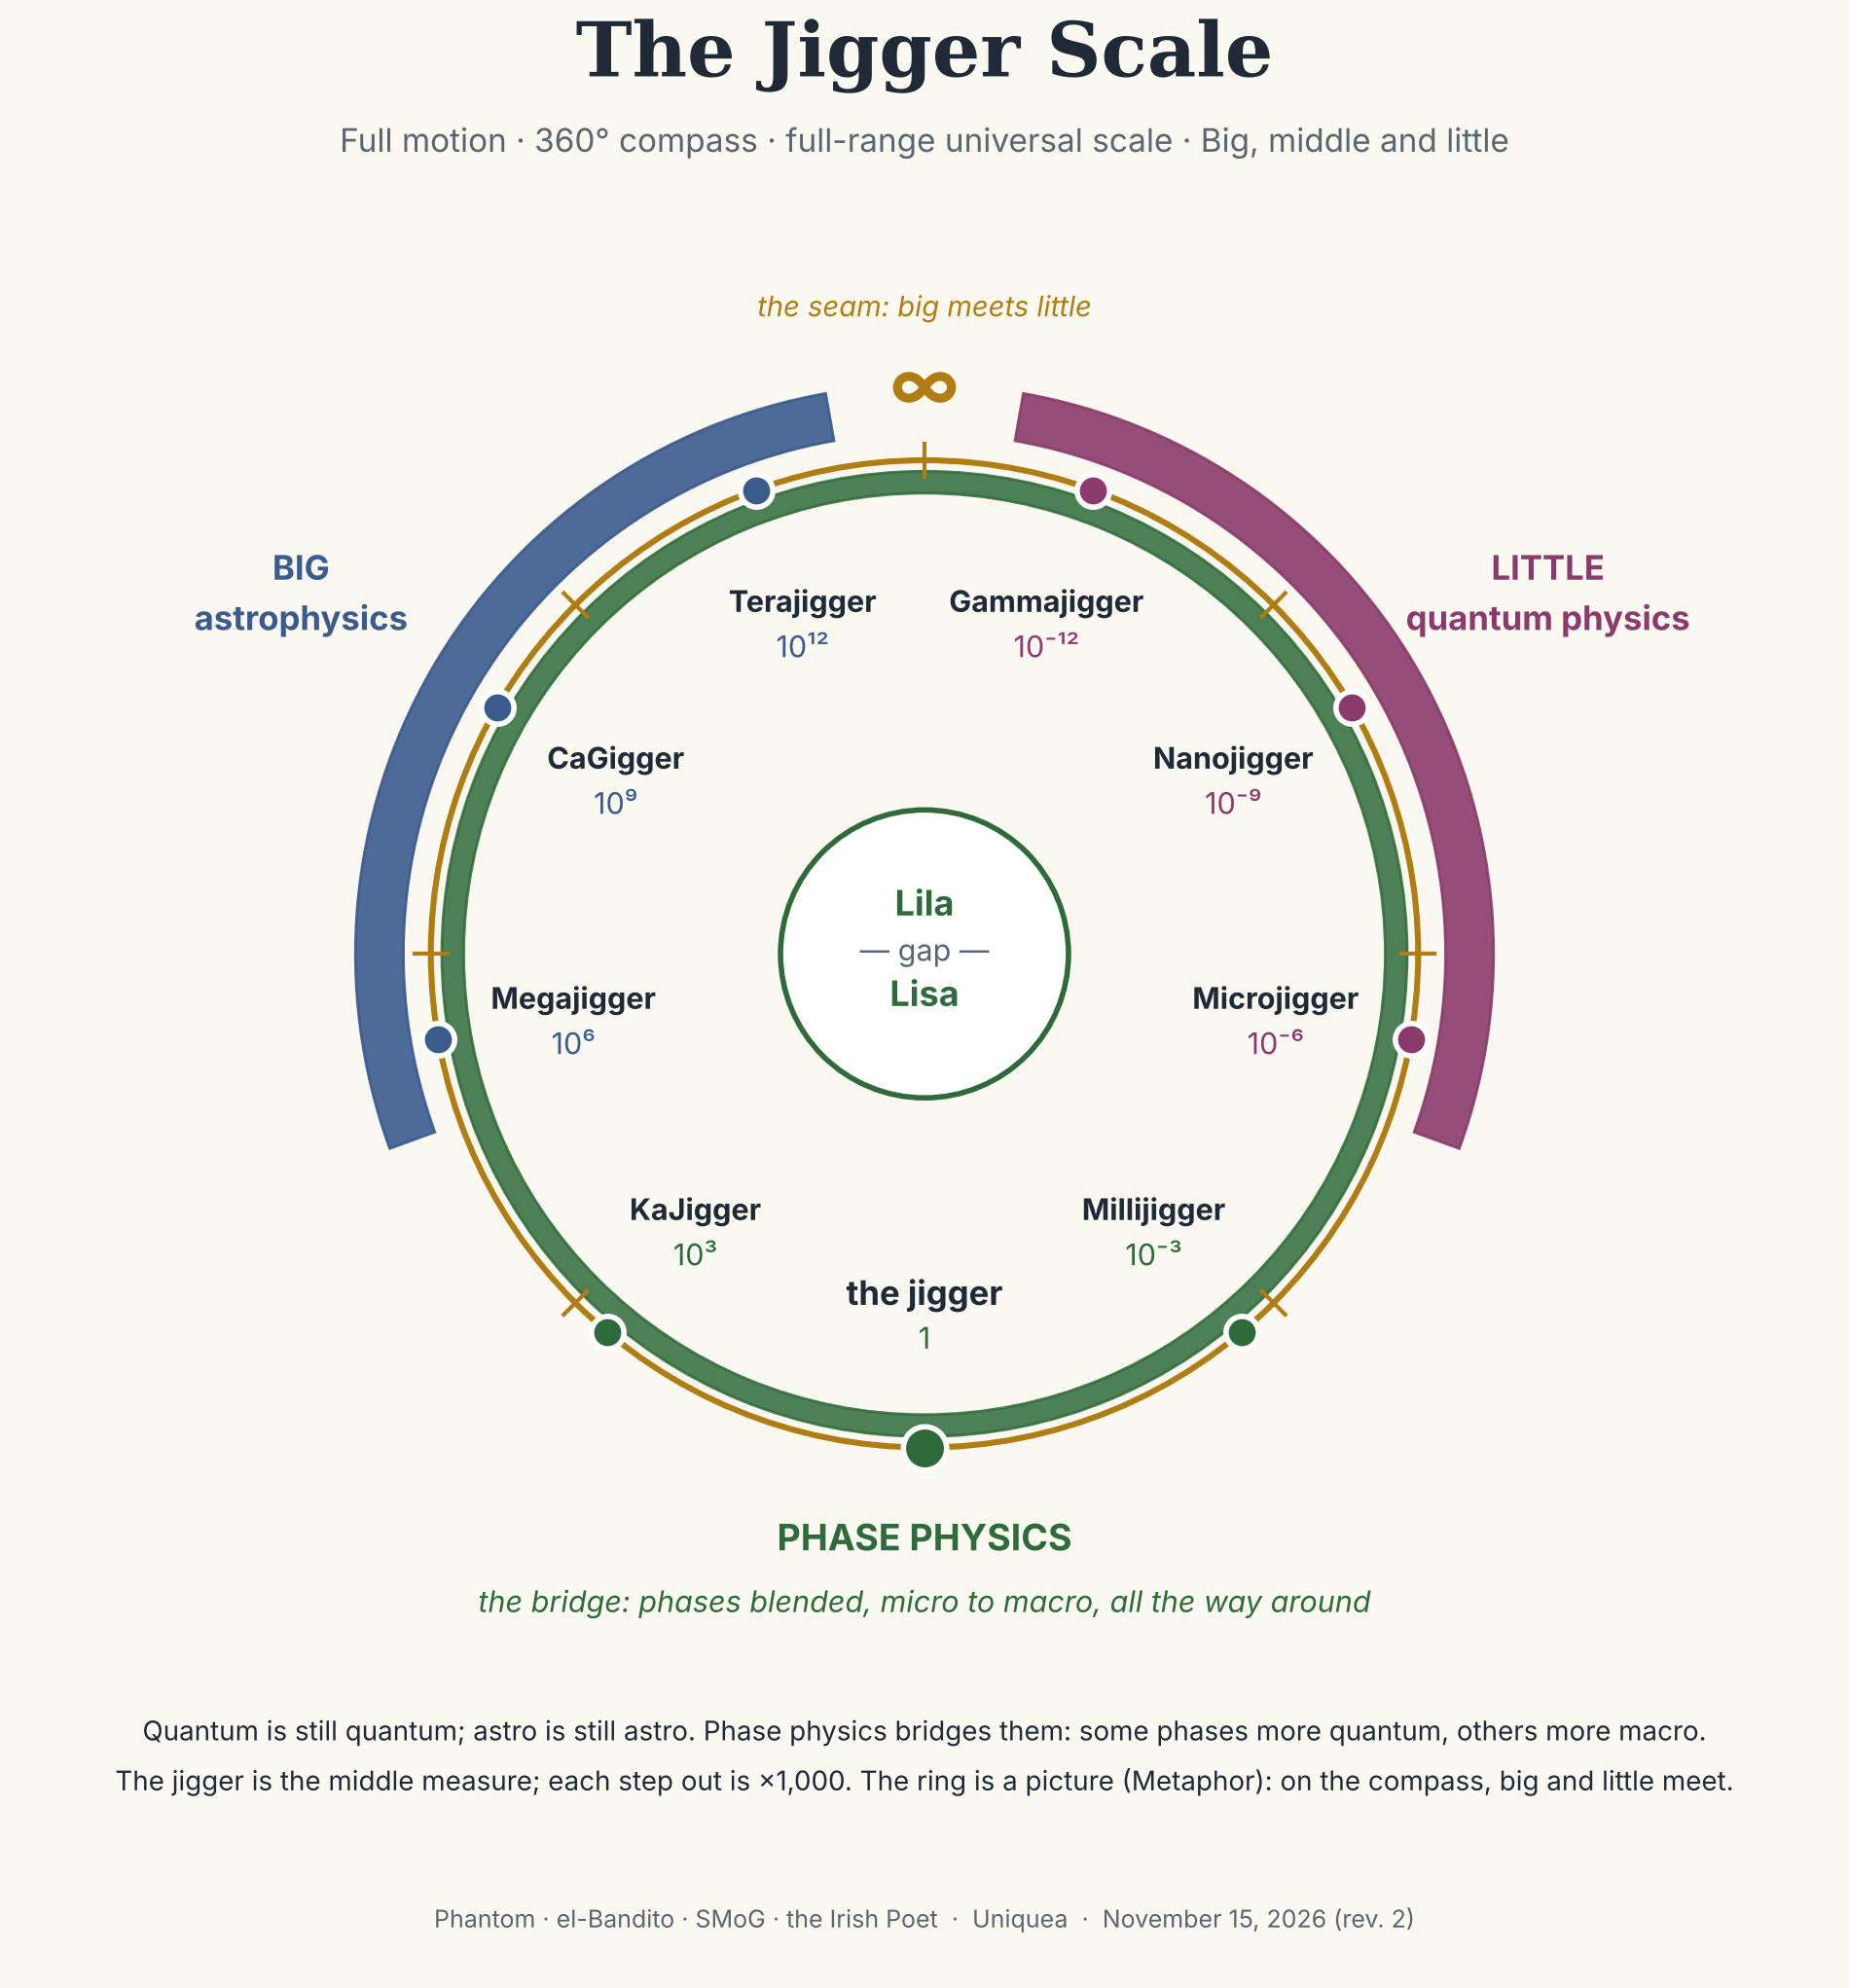 The Jigger Scale
Full motion · 360° compass · full-range universal scale · Big, middle and little
the seam: big meets little
∞
BIG
astrophysics
LITTLE
quantum physics
Terajigger
10¹²
Gammajigger
10⁻¹²
CaGigger
10⁹
Nanojigger
10⁻⁹
Lila
— gap —
Lisa
Megajigger
10⁶
Microjigger
10⁻⁶
KaJigger
10³
Millijigger
10⁻³
the jigger
1
PHASE PHYSICS
the bridge: phases blended, micro to macro, all the way around
Quantum is still quantum; astro is still astro. Phase physics bridges them: some phases more quantum, others more macro.
The jigger is the middle measure; each step out is ×1,000. The ring is a picture (Metaphor): on the compass, big and little meet.
Phantom · el-Bandito · SMoG · the Irish Poet · Uniquea · November 15, 2026 (rev. 2)